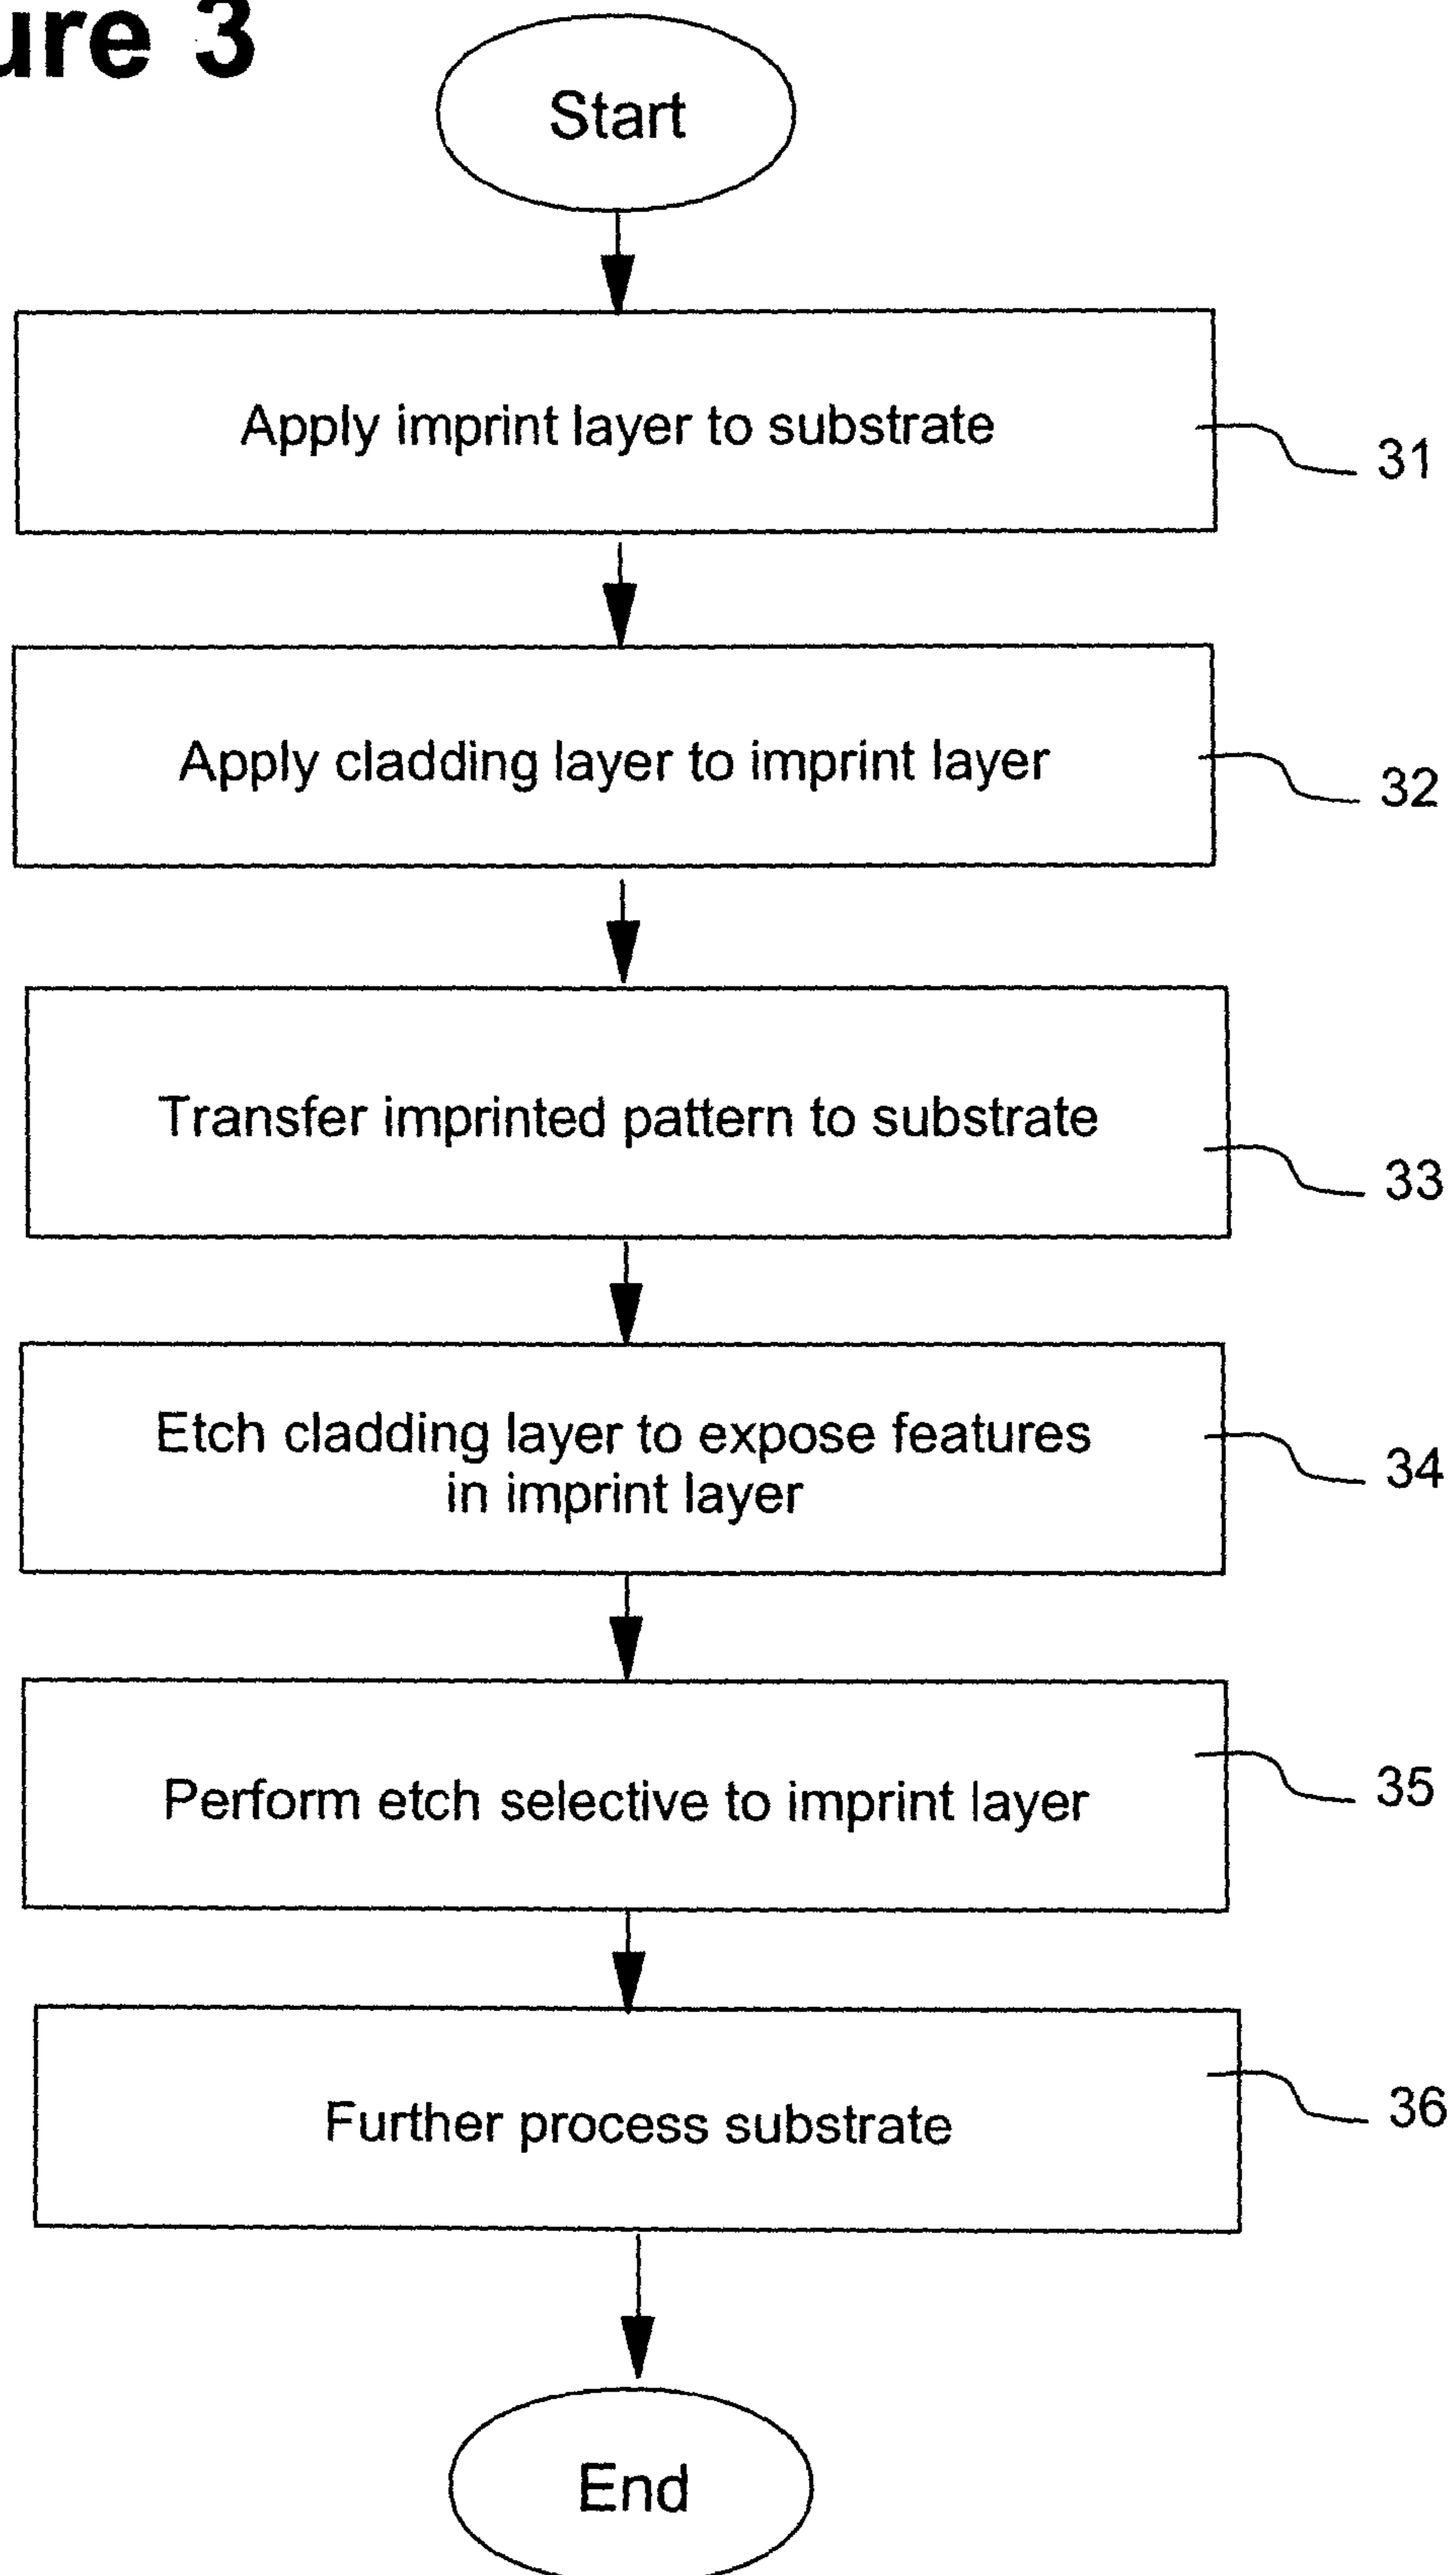 ure 3
Start
Apply imprint layer to substrate
31
Apply cladding layer to imprint layer
32
Transfer imprinted pattern to substrate
33
Etch cladding layer to expose features
in imprint layer
34
Perform etch selective to imprint layer
35
Further process substrate
36
End